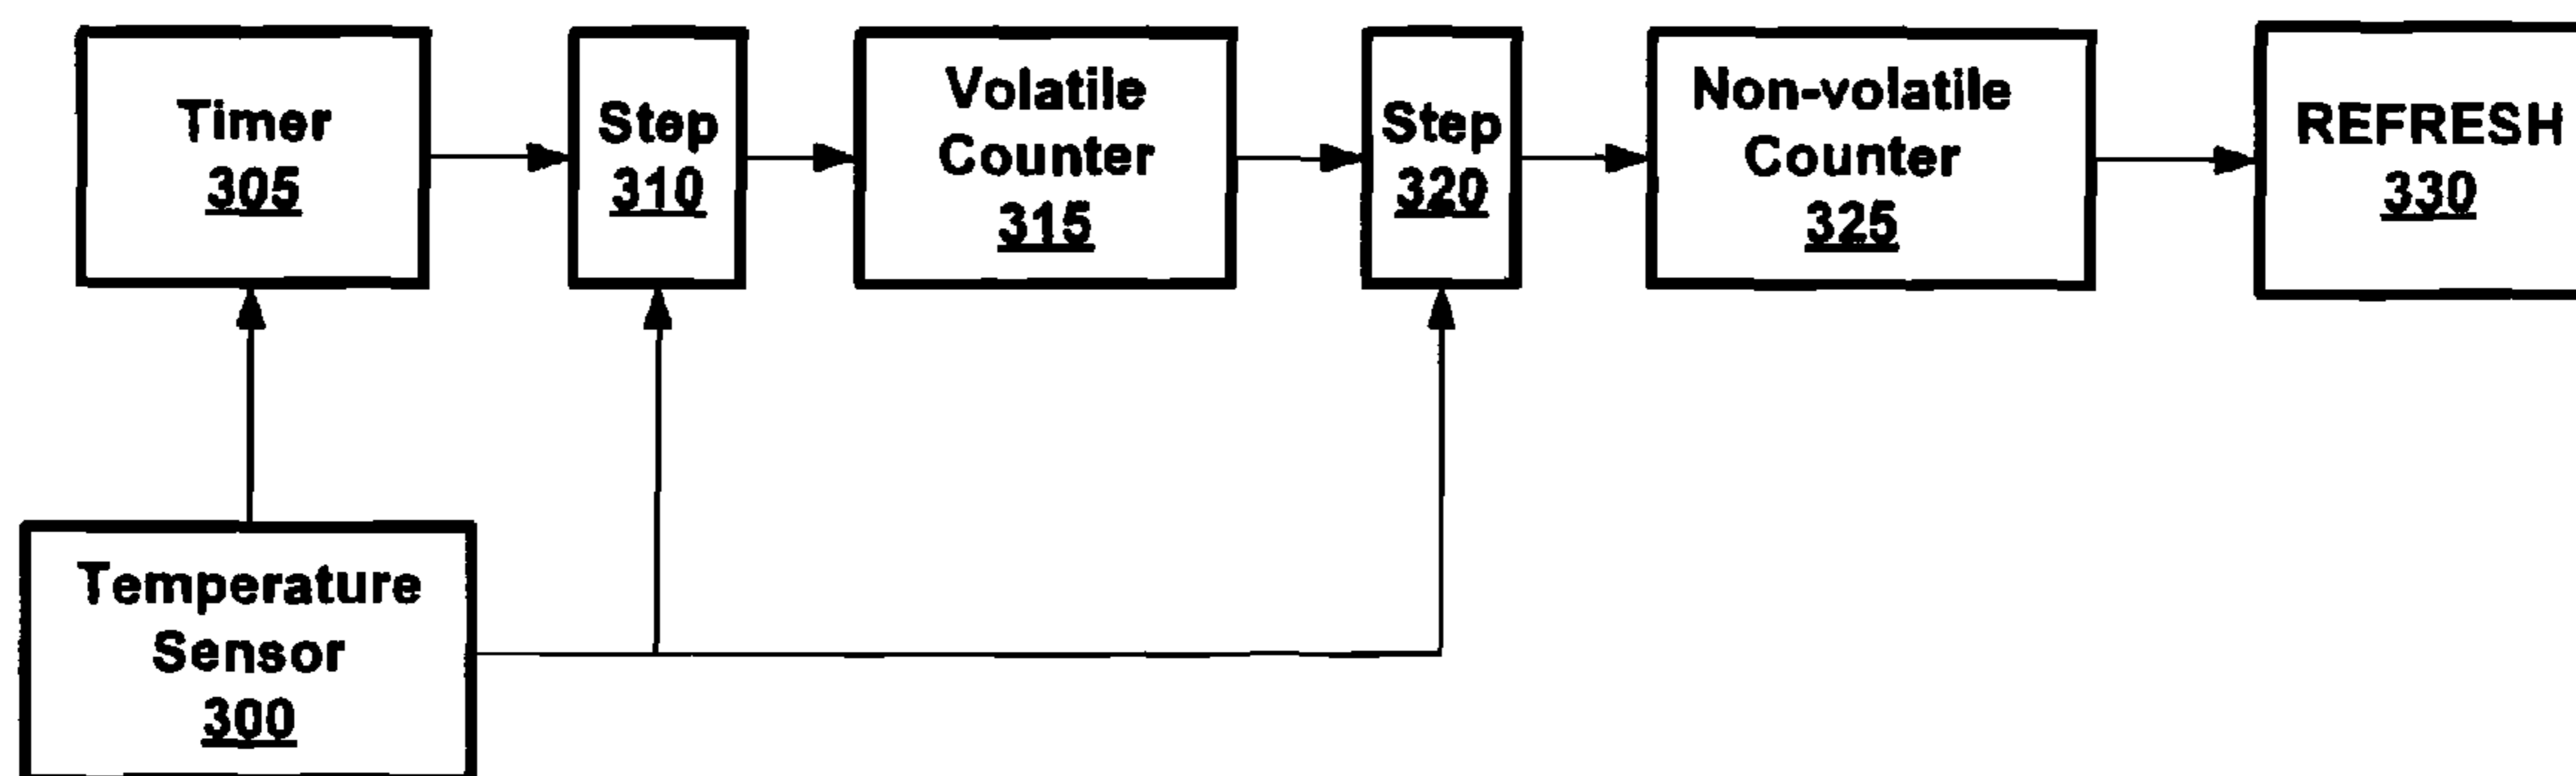 Timer
305
Step
310
Volatile
Counter
315
Step
320
Non-volatile
Counter
325
REFRESH
330
Temperature
Sensor
300